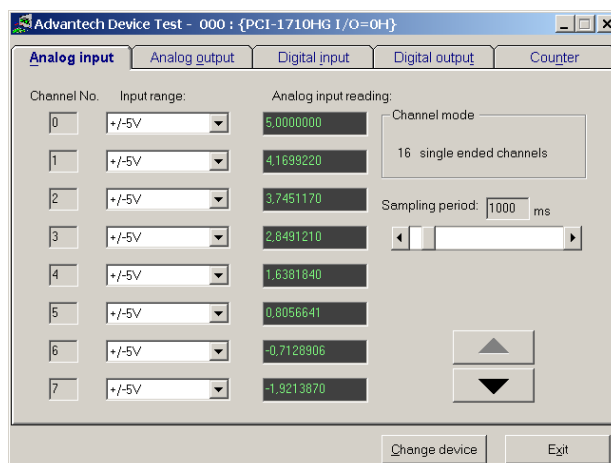 Advantech Device Test - 000 : {PCI-1710HG I/O=0H}
Analog input Analog output Digital input Digital output Counter
Channel No. Input range: Analog input reading:
0 +/-5V 5,0000000
Channel mode
16 single ended channels
1 +/-5V 4,1699220
2 +/-5V 3,7451170
Sampling period: 1000 ms
3 +/-5V 2,8491210
4 +/-5V 1,6381840
5 +/-5V 0,8056641
6 +/-5V -0,7128906
7 +/-5V -1,9213870
Change device Exit